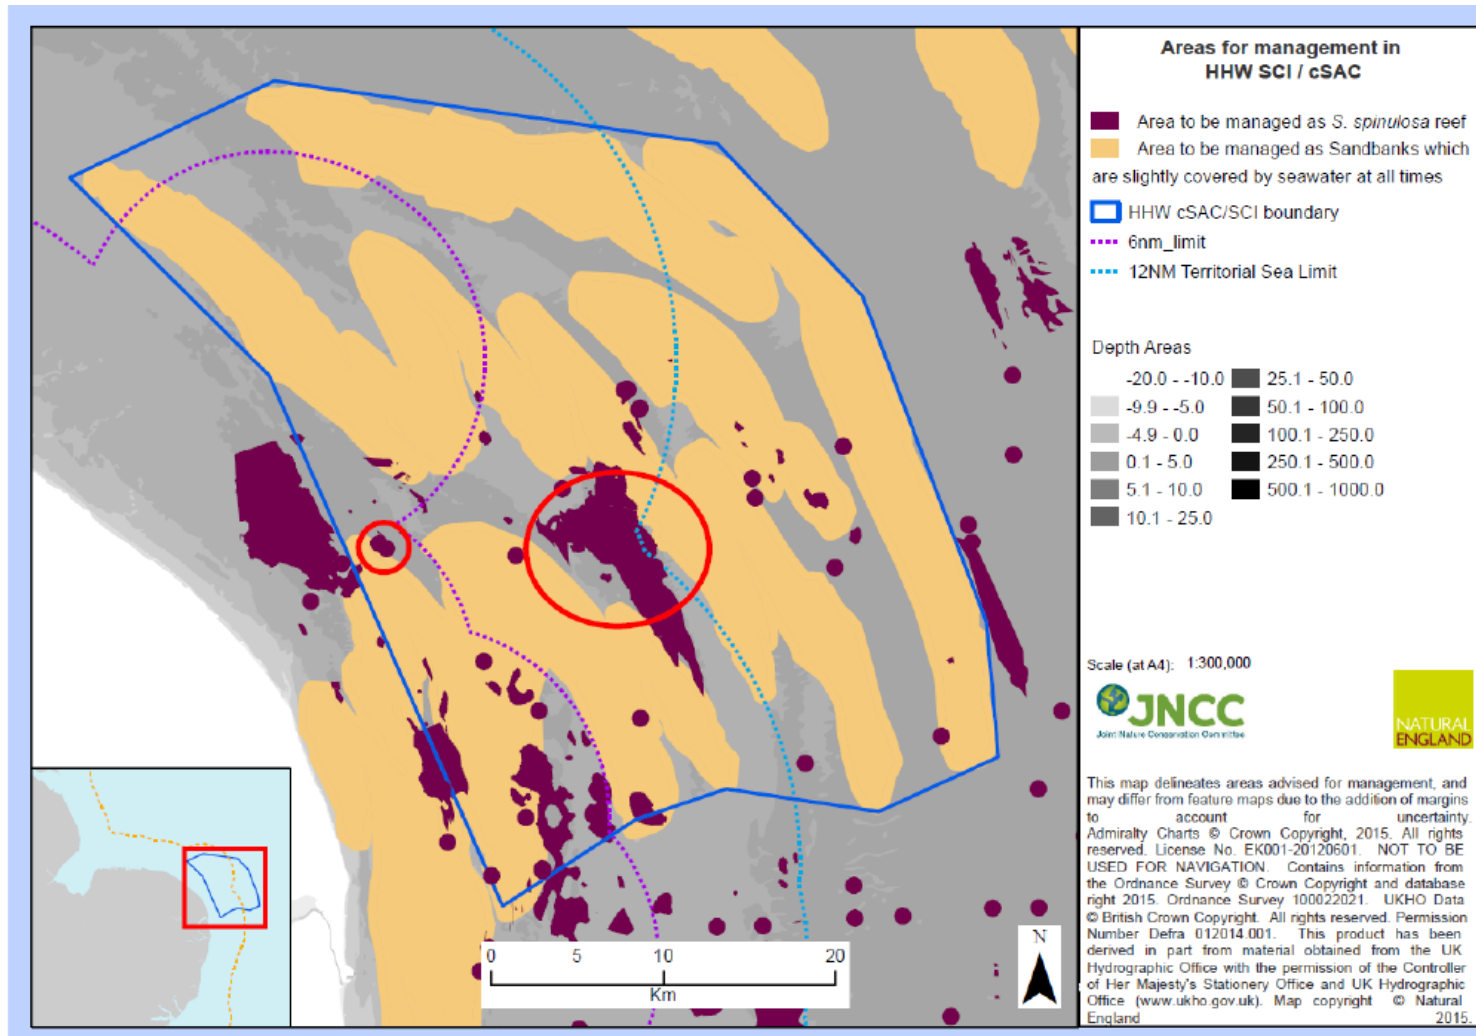 Areas for management in
HHW SCI / cSAC
Area to be managed as S. spinulosa reef
Area to be managed as Sandbanks which
are slightly covered by seawater at all times
HHW cSAC/SCI boundary
6nm_limit
12NM Territorial Sea Limit
Depth Areas
-20.0 - -10.0 25.1 - 50.0
-9.9 - -5.0 50.1 - 100.0
-4.9 - 0.0 100.1 - 250.0
0.1 - 5.0 250.1 - 500.0
5.1 - 10.0 500.1 - 1000.0
10.1 - 25.0
Scale (at A4): 1:300,000
JNCC
Joint Nature Conservation Committee
NATURAL
ENGLAND
This map delineates areas advised for management, and
may differ from feature maps due to the addition of margins
to account for uncertainty.
Admiralty Charts © Crown Copyright, 2015. All rights
reserved. License No. EK001-20120601. NOT TO BE
USED FOR NAVIGATION. Contains information from
the Ordnance Survey © Crown Copyright and database
right 2015. Ordnance Survey 100022021. UKHO Data
© British Crown Copyright. All rights reserved. Permission
Number Defra 012014.001. This product has been
derived in part from material obtained from the UK
Hydrographic Office with the permission of the Controller
of Her Majesty's Stationery Office and UK Hydrographic
Office (www.ukho.gov.uk). Map copyright © Natural
England 2015.
0 5 10 20
Km
N